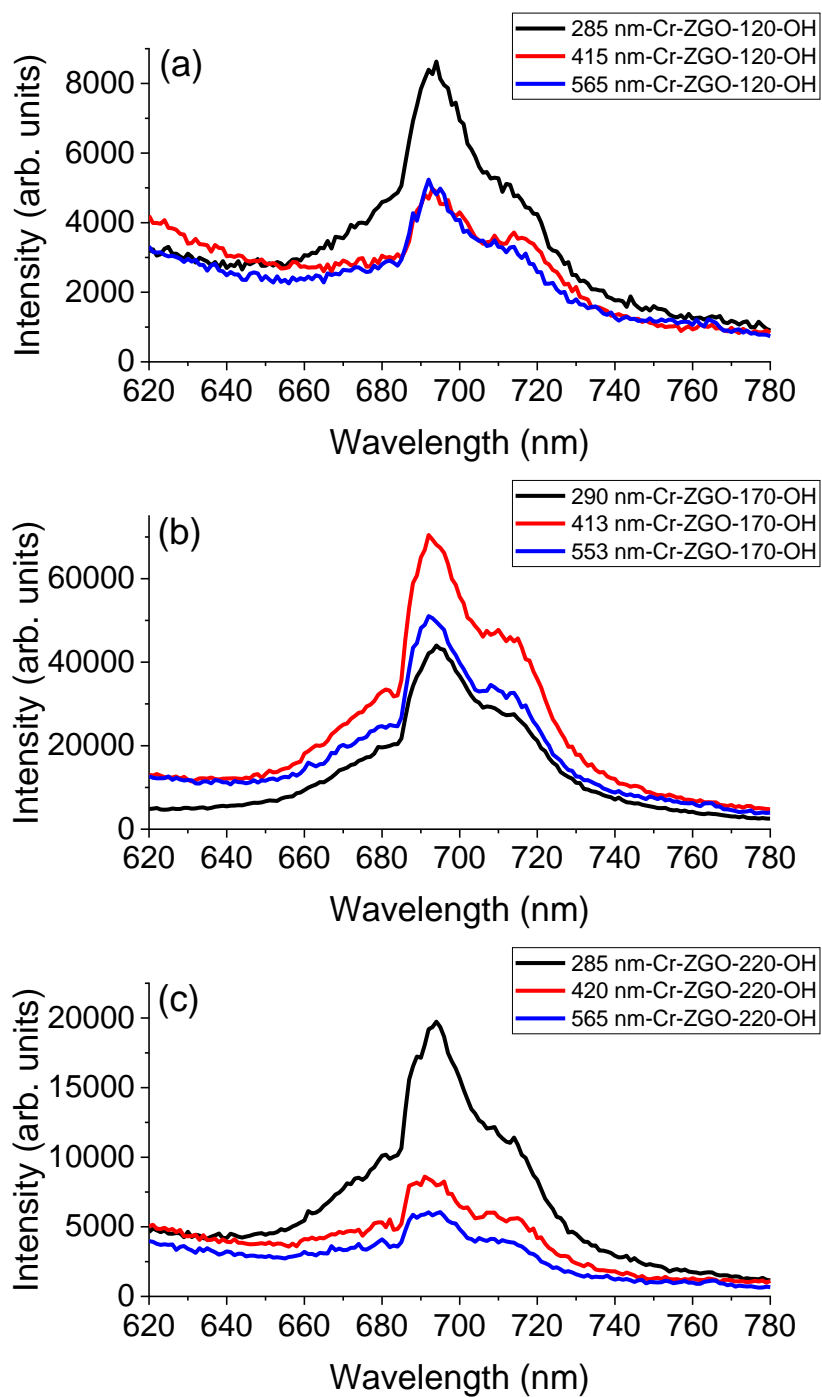 (a)
285 nm-Cr-ZGO-120-OH
415 nm-Cr-ZGO-120-OH
565 nm-Cr-ZGO-120-OH
Intensity (arb. units)
8000
6000
4000
2000
0
620 640 660 680 700 720 740 760 780
Wavelength (nm)
(b)
290 nm-Cr-ZGO-170-OH
413 nm-Cr-ZGO-170-OH
553 nm-Cr-ZGO-170-OH
Intensity (arb. units)
60000
40000
20000
0
620 640 660 680 700 720 740 760 780
Wavelength (nm)
(c)
285 nm-Cr-ZGO-220-OH
420 nm-Cr-ZGO-220-OH
565 nm-Cr-ZGO-220-OH
Intensity (arb. units)
20000
15000
10000
5000
0
620 640 660 680 700 720 740 760 780
Wavelength (nm)